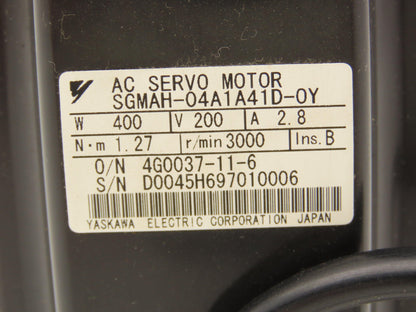 AC SERVO MOTOR
SGMAH-04A1A41D-0Y
W 400 V 200 A 2.8
N·m 1.27 r/min 3000 Ins.B
O/N 4G0037-11-6
S/N D0045H697010006
YASKAWA ELECTRIC CORPORATION JAPAN